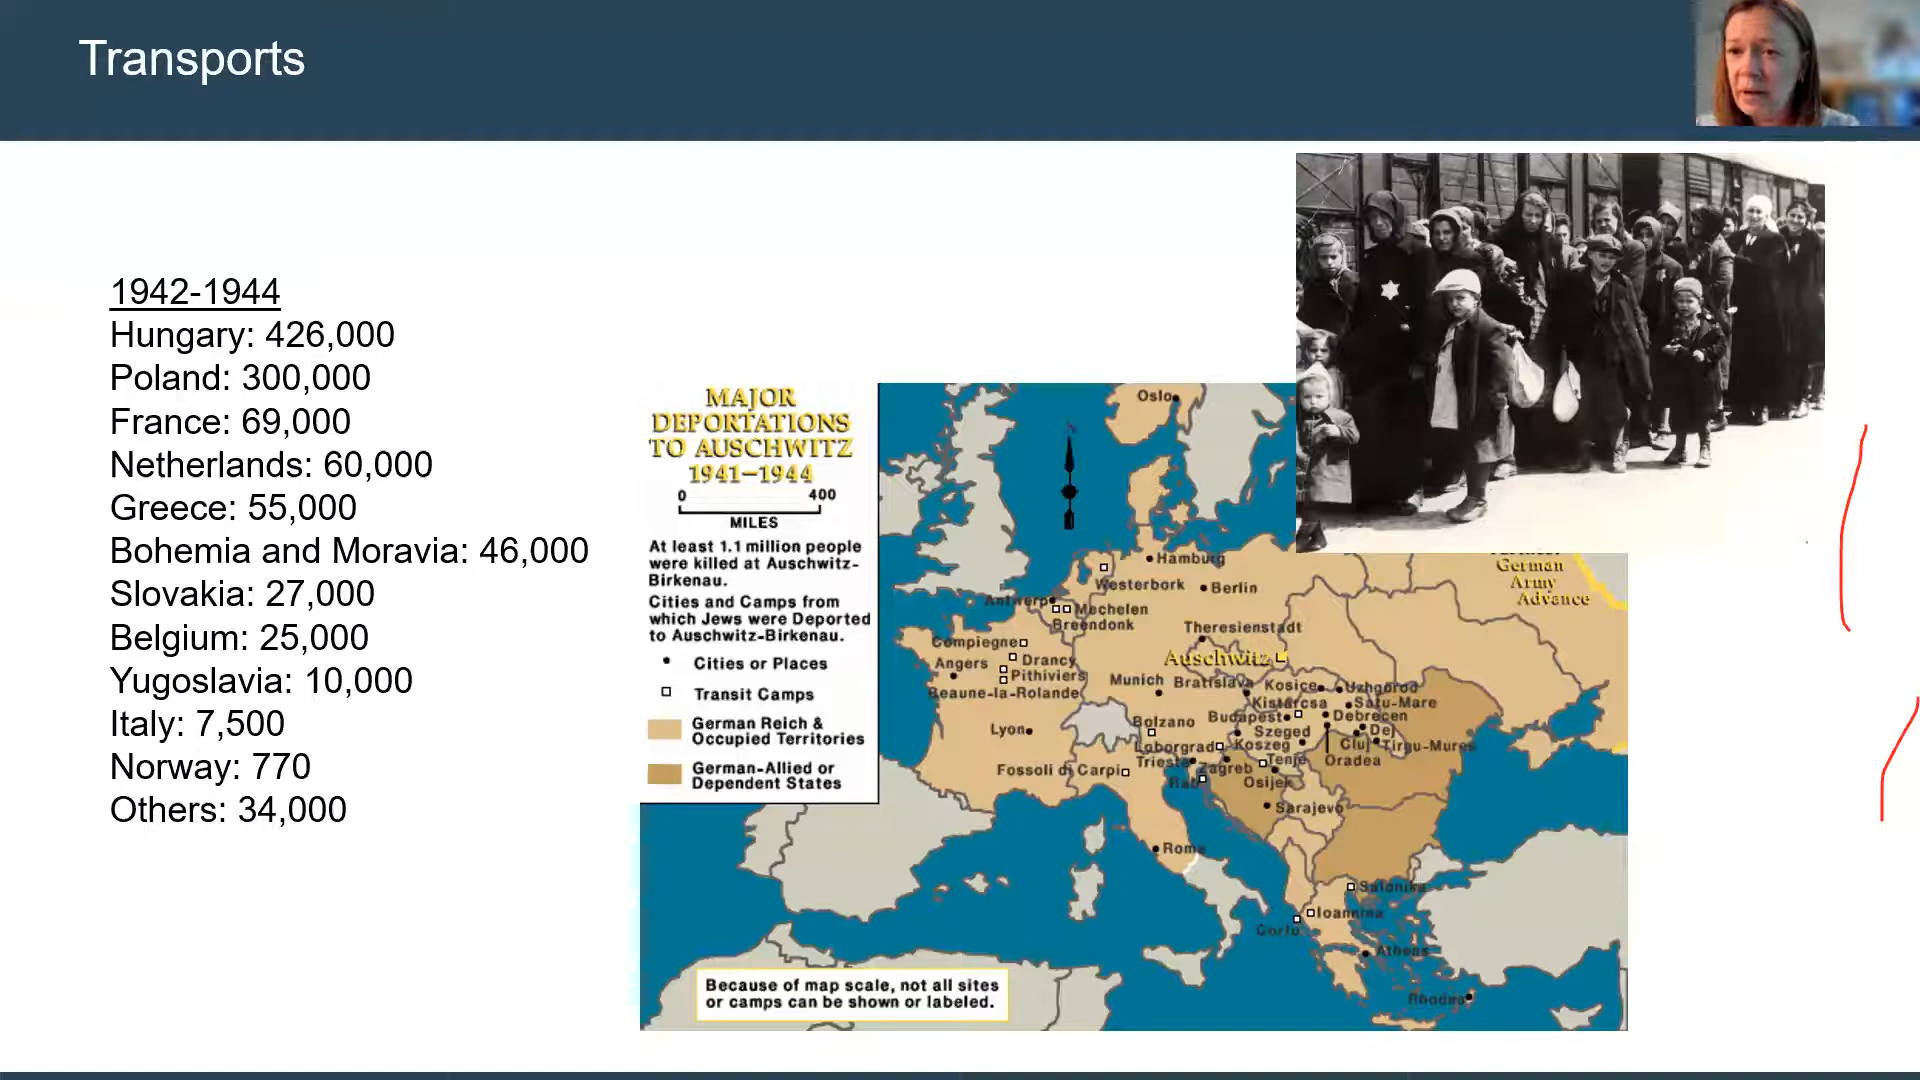 Transports
1942-1944
Hungary: 426,000
Poland: 300,000
France: 69,000
Netherlands: 60,000
Greece: 55,000
Bohemia and Moravia: 46,000
Slovakia: 27,000
Belgium: 25,000
Yugoslavia: 10,000
Italy: 7,500
Norway: 770
Others: 34,000
MAJOR
DEPORTATIONS
TO AUSCHWITZ
1941–1944
0 400
MILES
At least 1.1 million people
were killed at Auschwitz-
Birkenau.
Cities and Camps from
which Jews were Deported
to Auschwitz-Birkenau.
Cities or Places
Transit Camps
German Reich &
Occupied Territories
German-Allied or
Dependent States
Oslo
German
Army
Advance
Hamburg
Westerbork
Berlin
Antwerp
Mechelen
Breendonk
Theresienstadt
Compiegne
Auschwitz
Angers
Drancy
Pithiviers
Beaune-la-Rolande
Munich
Bratislava
Kosice
Uzhgorod
Kistarcsa
Satu-Mare
Bolzano
Budapest
Debrecen
Lyon
Szeged
Dej
Loborgrad
Koszeg
Cluj
Tirgu-Mures
Trieste
Tenje
Oradea
Fossoli di Carpi
Zagreb
Rab
Osijek
Sarajevo
Rome
Salonika
Ioannina
Corfu
Athens
Rhodes
Because of map scale, not all sites
or camps can be shown or labeled.